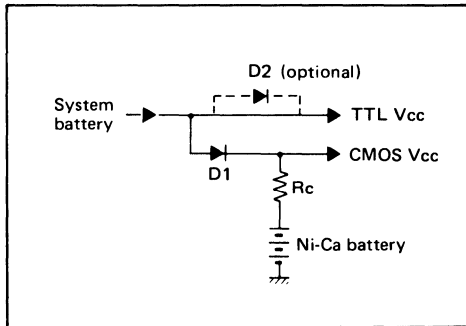 D2 (optional)
System
battery
TTL Vcc
CMOS Vcc
D1
Rc
Ni-Ca battery